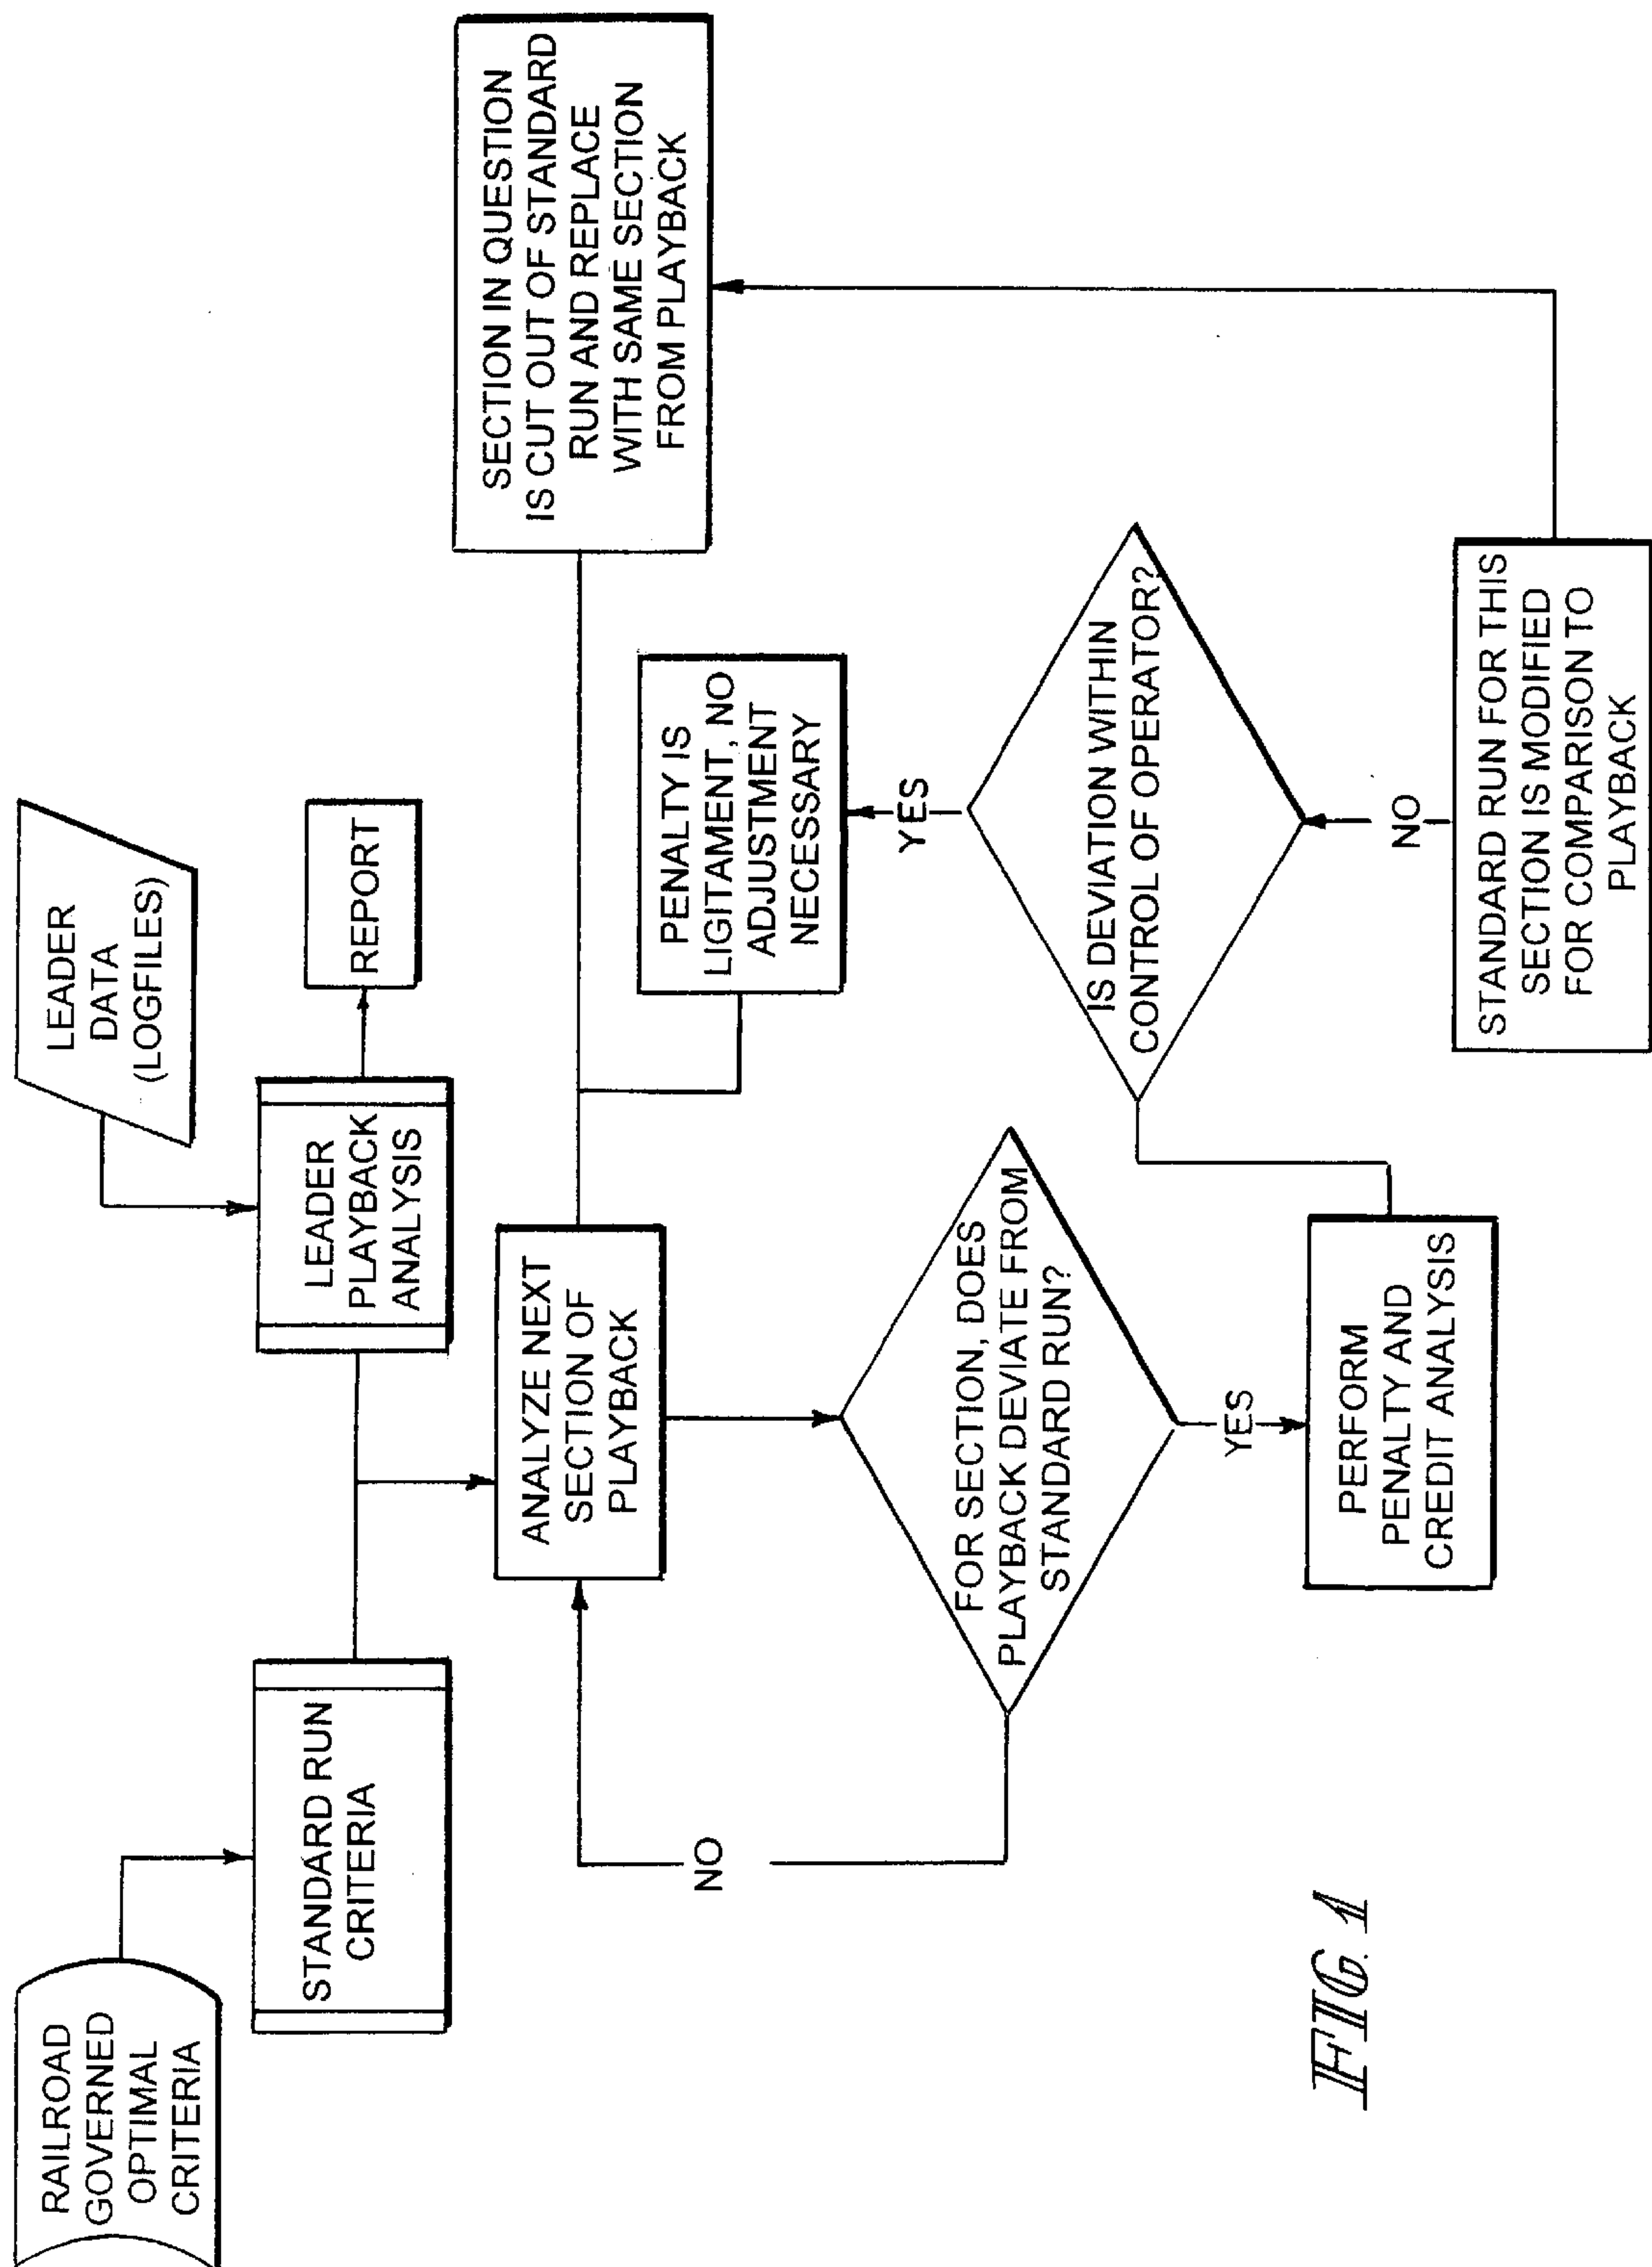 RAILROAD
GOVERNED
OPTIMAL
CRITERIA
STANDARD RUN
CRITERIA
LEADER
DATA
(LOGFILES)
LEADER
PLAYBACK
ANALYSIS
REPORT
ANALYZE NEXT
SECTION OF
PLAYBACK
NO
FOR SECTION, DOES
PLAYBACK DEVIATE FROM
STANDARD RUN?
YES
PERFORM
PENALTY AND
CREDIT ANALYSIS
IS DEVIATION WITHIN
CONTROL OF OPERATOR?
YES
PENALTY IS
LIGITAMENT, NO
ADJUSTMENT
NECESSARY
NO
STANDARD RUN FOR THIS
SECTION IS MODIFIED
FOR COMPARISON TO
PLAYBACK
SECTION IN QUESTION
IS CUT OUT OF STANDARD
RUN AND REPLACE
WITH SAME SECTION
FROM PLAYBACK
FIG. 1